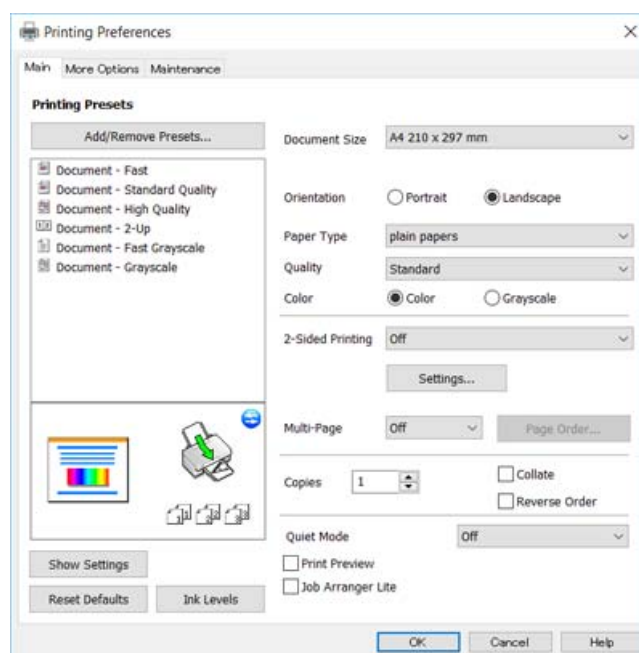 Printing Preferences
Main
More Options
Maintenance
Printing Presets
Add/Remove Presets...
Document - Fast
Document - Standard Quality
Document - High Quality
Document - 2-Up
Document - Fast Grayscale
Document - Grayscale
Show Settings
Reset Defaults
Ink Levels
Document Size
A4 210 x 297 mm
Orientation
Portrait
Landscape
Paper Type
plain papers
Quality
Standard
Color
Color
Grayscale
2-Sided Printing
Off
Settings...
Multi-Page
Off
Page Order...
Copies
1
Collate
Reverse Order
Quiet Mode
Off
Print Preview
Job Arranger Lite
OK
Cancel
Help